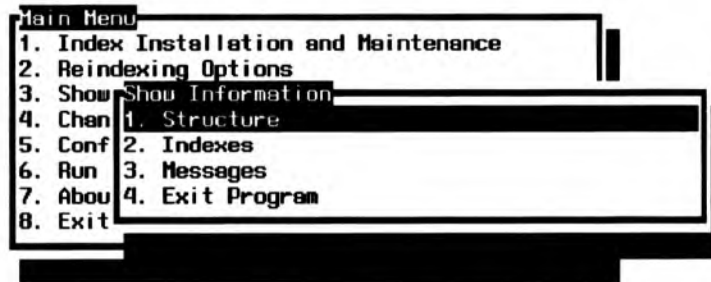 Main Menu
1. Index Installation and Maintenance
2. Reindexing Options
3. Show
4. Chan
5. Conf
6. Run
7. Abou
8. Exit
Show Information
1. Structure
2. Indexes
3. Messages
4. Exit Program